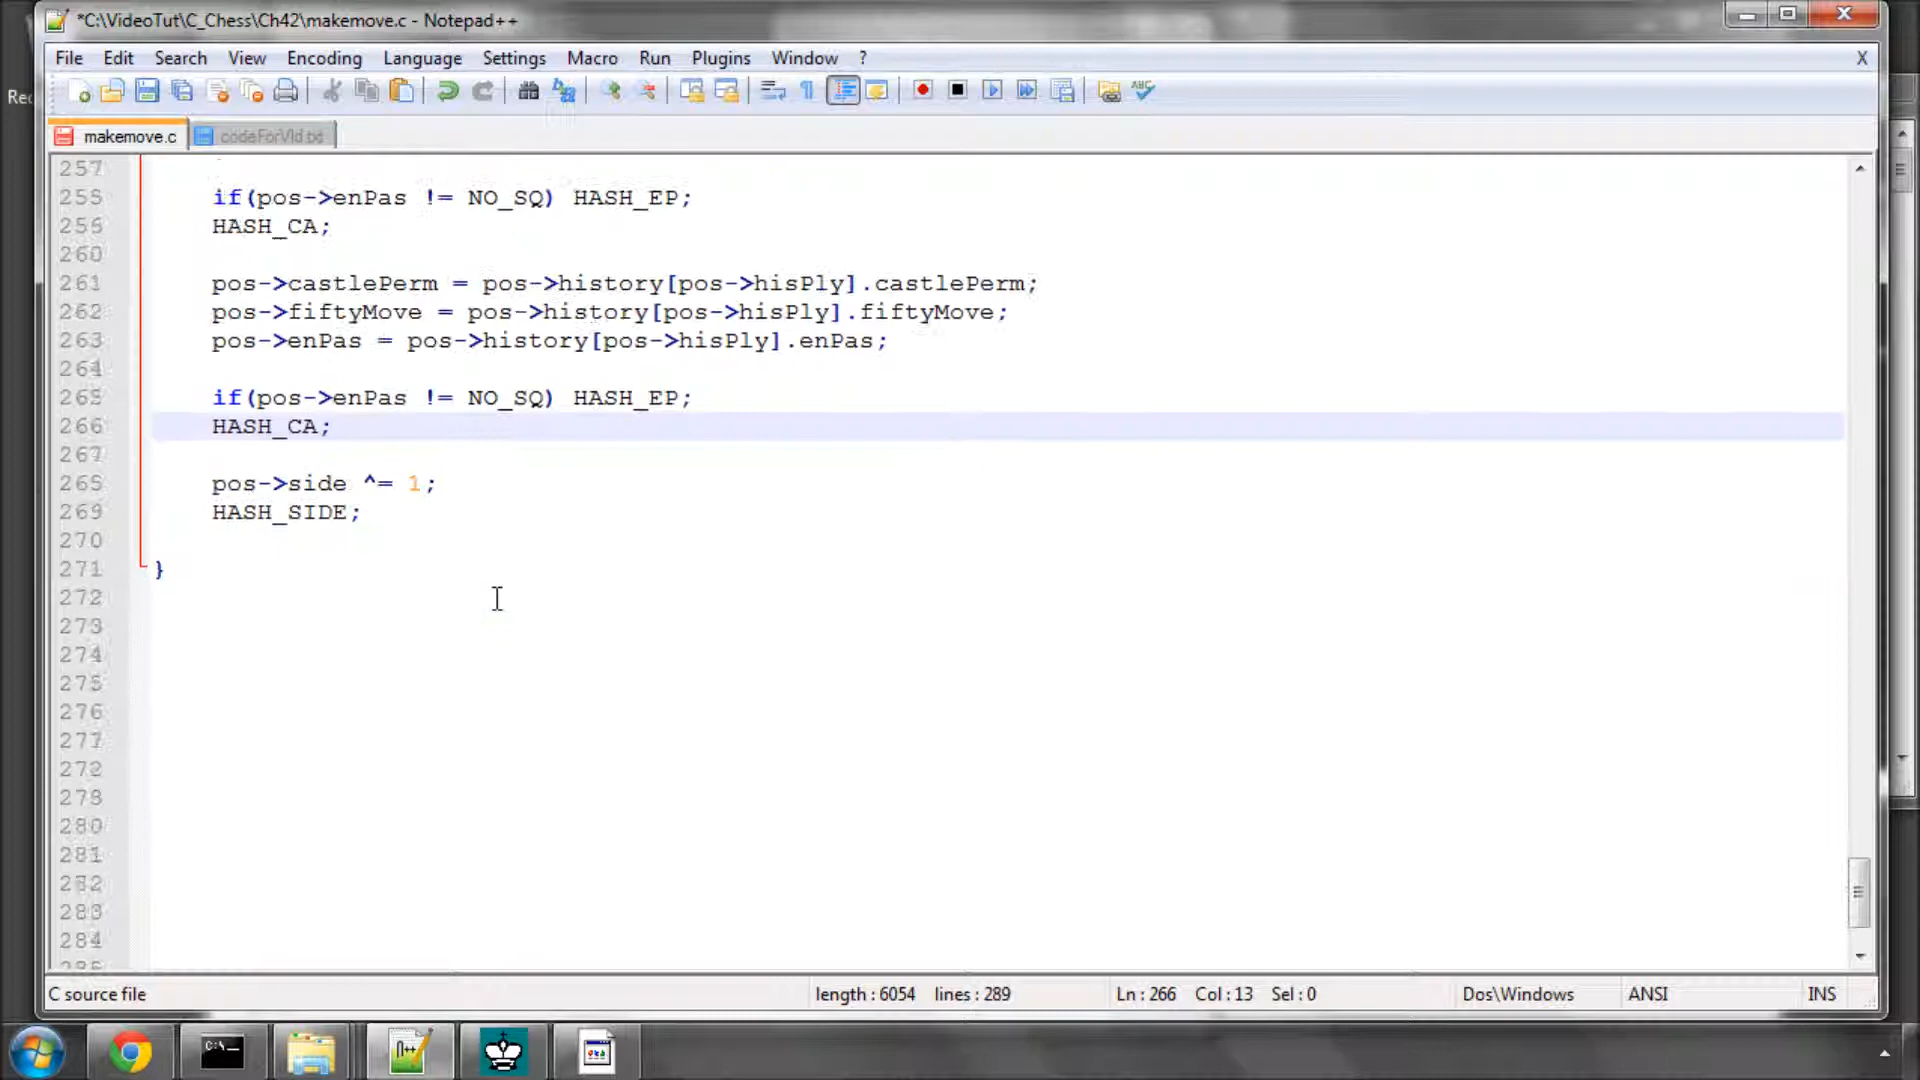 *C:\VideoTut\C_Chess\Ch42\makemove.c - Notepad++
File Edit Search View Encoding Language Settings Macro Run Plugins Window ? X
makemove.c codeForVid.txt
257
258 if(pos->enPas != NO_SQ) HASH_EP;
259 HASH_CA;
260
261 pos->castlePerm = pos->history[pos->hisPly].castlePerm;
262 pos->fiftyMove = pos->history[pos->hisPly].fiftyMove;
263 pos->enPas = pos->history[pos->hisPly].enPas;
264
265 if(pos->enPas != NO_SQ) HASH_EP;
266 HASH_CA;
267
268 pos->side ^= 1;
269 HASH_SIDE;
270
271 }
272
273
274
275
276
277
278
279
280
281
282
283
284
285
C source file length : 6054 lines : 289 Ln : 266 Col : 13 Sel : 0 Dos\Windows ANSI INS